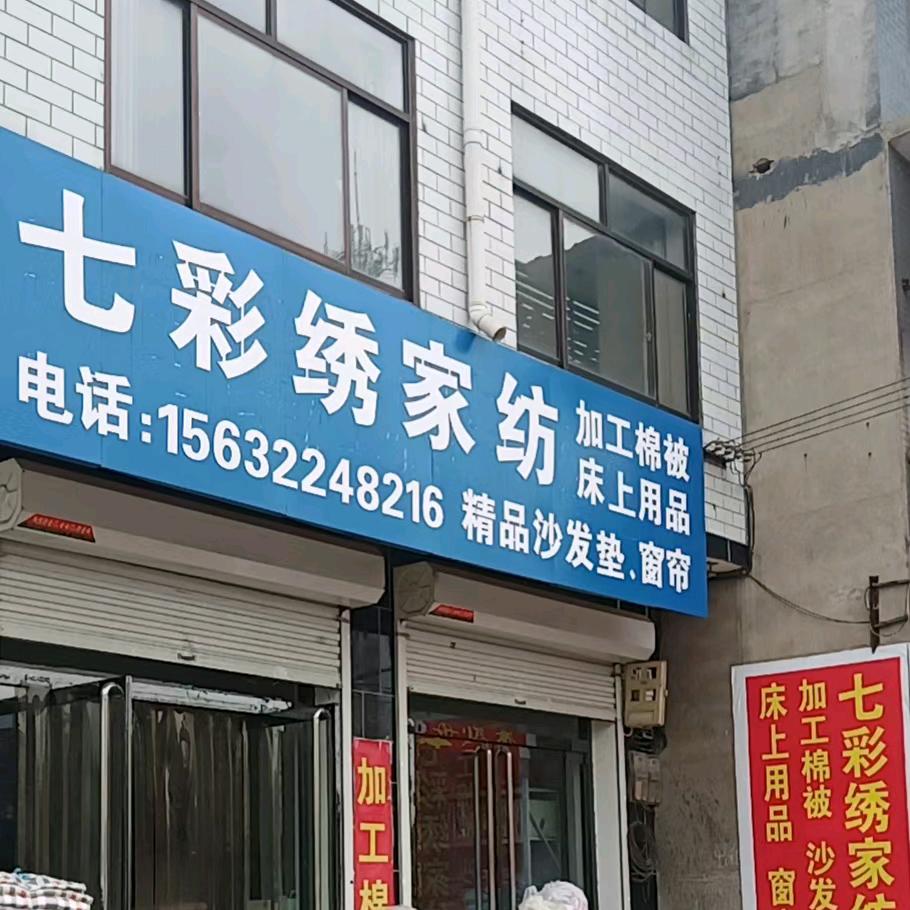 七彩绣家纺
加工棉被
床上用品
电话:15632248216
精品沙发垫、窗帘
加工棉
七彩绣家纺
加工棉被 沙发
床上用品 窗